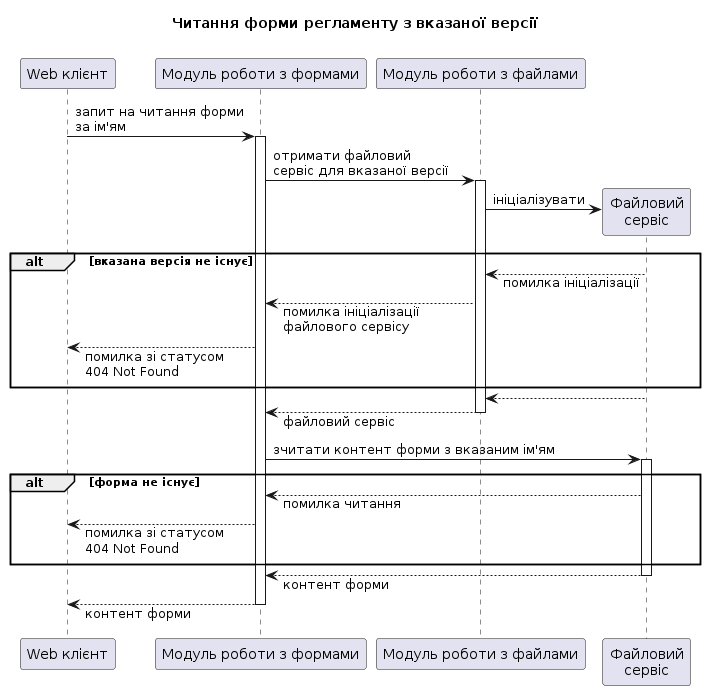 Читання форми регламенту з вказаної версії
Web клієнт
Модуль роботи з формами
Модуль роботи з файлами
запит на читання форми
за ім'ям
отримати файловий
сервіс для вказаної версії
ініціалізувати
Файловий
сервіс
alt
[вказана версія не існує]
помилка ініціалізації
помилка ініціалізації
файлового сервісу
помилка зі статусом
404 Not Found
файловий сервіс
зчитати контент форми з вказаним ім'ям
alt
[форма не існує]
помилка читання
помилка зі статусом
404 Not Found
контент форми
контент форми
Web клієнт
Модуль роботи з формами
Модуль роботи з файлами
Файловий
сервіс